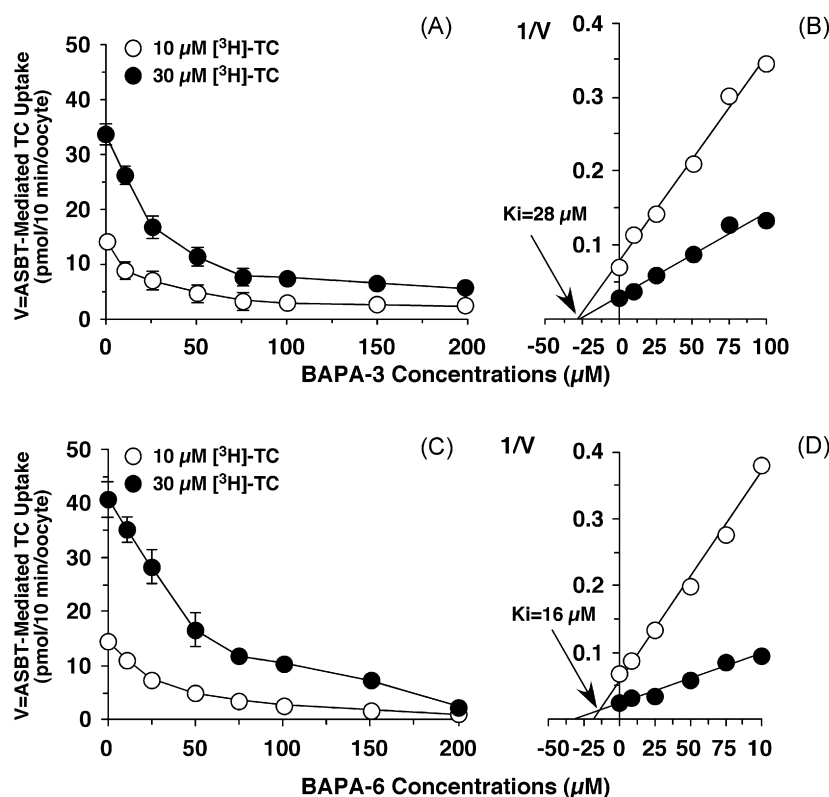 (A)
10 µM [³H]-TC
30 µM [³H]-TC
V=ASBT-Mediated TC Uptake
(pmol/10 min/oocyte)
50
40
30
20
10
0
0 50 100 150 200
1/V
(B)
0.4
0.3
0.2
0.1
Ki=28 µM
-50 -25 0 25 50 75 100
BAPA-3 Concentrations (µM)
(C)
10 µM [³H]-TC
30 µM [³H]-TC
V=ASBT-Mediated TC Uptake
(pmol/10 min/oocyte)
50
40
30
20
10
0
0 50 100 150 200
1/V
(D)
0.4
0.3
0.2
0.1
Ki=16 µM
-50 -25 0 25 50 75 10
BAPA-6 Concentrations (µM)